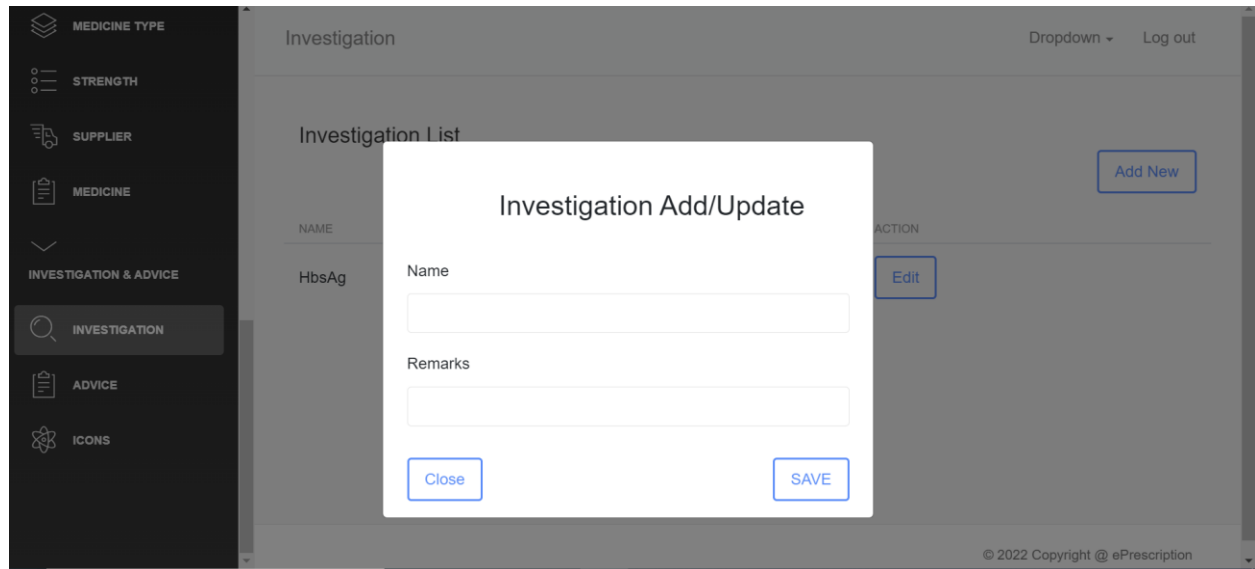 MEDICINE TYPE
STRENGTH
SUPPLIER
MEDICINE
INVESTIGATION & ADVICE
INVESTIGATION
ADVICE
ICONS
Investigation
Dropdown
Log out
Investigation List
Add New
NAME
ACTION
HbsAg
Edit
Investigation Add/Update
Name
Remarks
Close
SAVE
© 2022 Copyright @ ePrescription